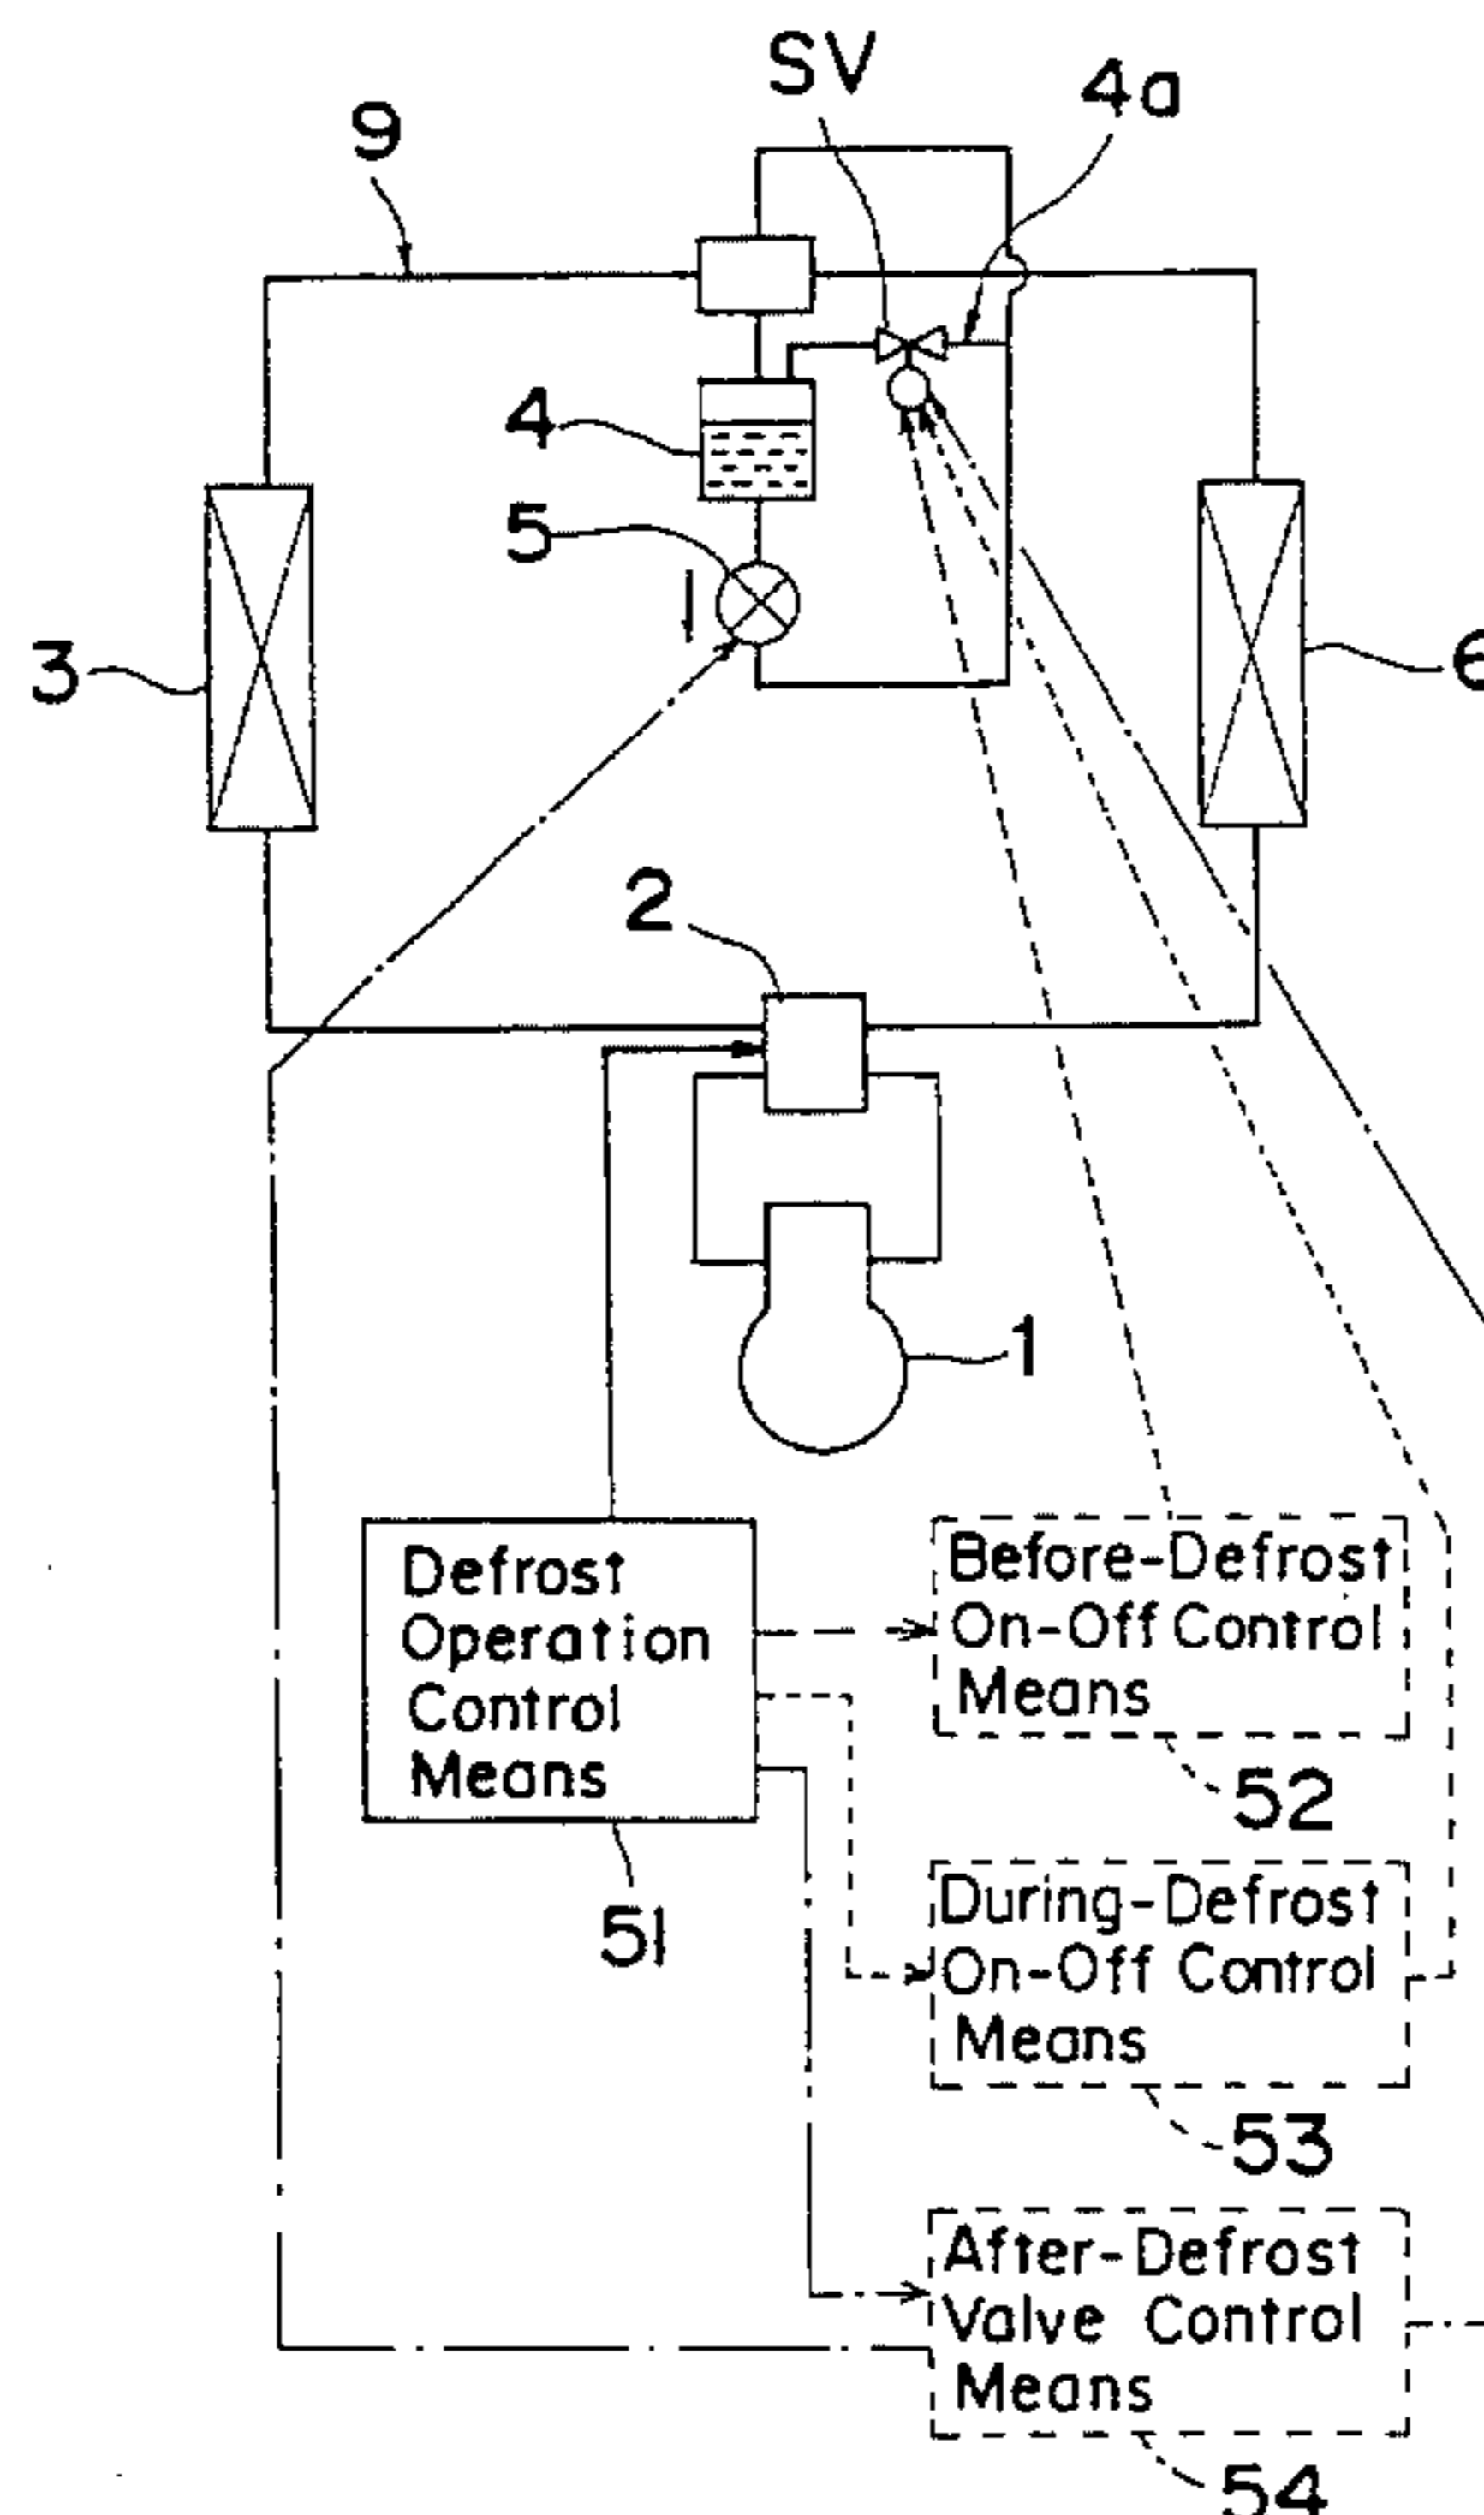 SV
4a
9
4
5
3
6
2
1
Defrost
Operation
Control
Means
51
Before-Defrost
On-Off Control
Means
52
During-Defrost
On-Off Control
Means
53
After-Defrost
Valve Control
Means
54